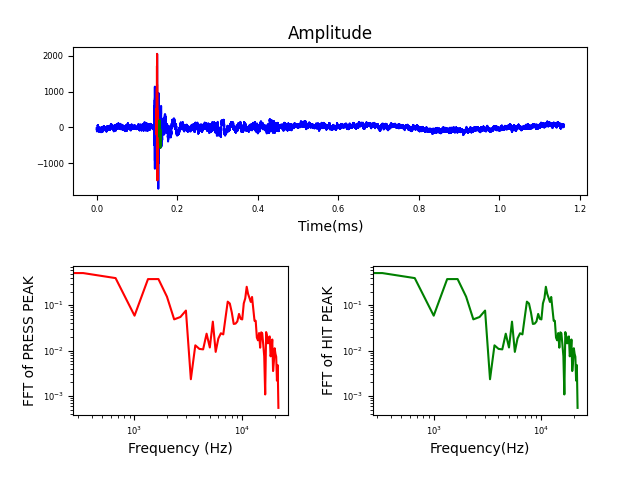 Amplitude
2000
1000
0
−1000
0.0 0.2 0.4 0.6 0.8 1.0 1.2
Time(ms)
FFT of PRESS PEAK
10⁻¹
10⁻²
10⁻³
10³ 10⁴
Frequency (Hz)
FFT of HIT PEAK
10⁻¹
10⁻²
10⁻³
10³ 10⁴
Frequency(Hz)